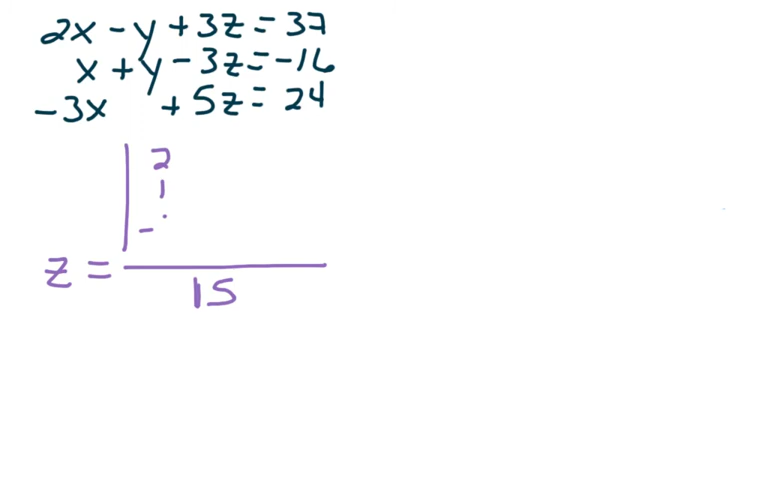 2x - y + 3z = 37
x + y - 3z = -16
-3x + 5z = 24
2
1
-
z =
15